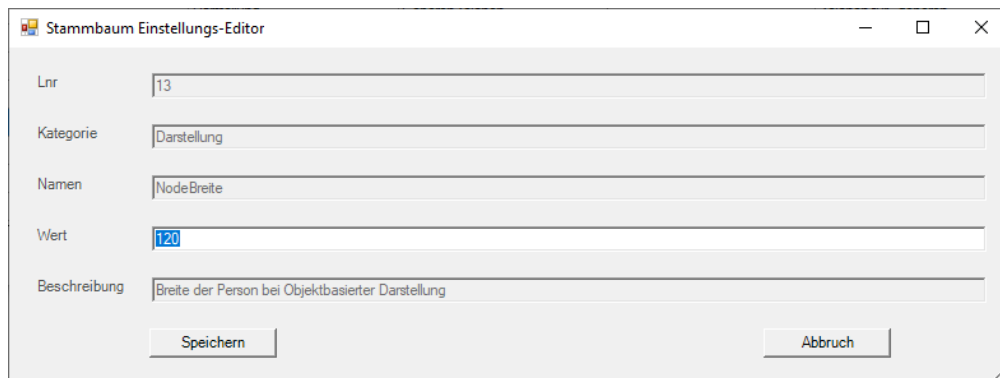 Stammbaum Einstellungs-Editor
Lnr 13
Kategorie Darstellung
Namen NodeBreite
Wert 120
Beschreibung Breite der Person bei Objektbasierter Darstellung
Speichern Abbruch